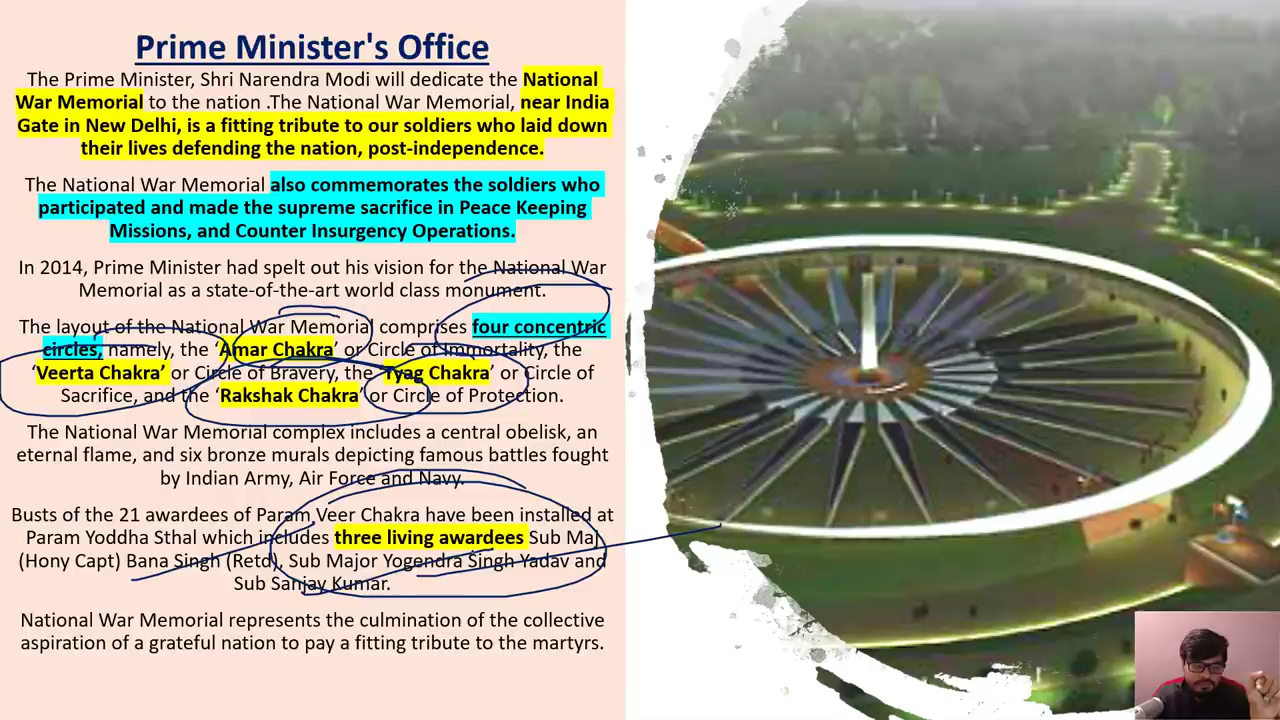 Prime Minister's Office
The Prime Minister, Shri Narendra Modi will dedicate the National
War Memorial to the nation .The National War Memorial, near India
Gate in New Delhi, is a fitting tribute to our soldiers who laid down
their lives defending the nation, post-independence.
The National War Memorial also commemorates the soldiers who
participated and made the supreme sacrifice in Peace Keeping
Missions, and Counter Insurgency Operations.
In 2014, Prime Minister had spelt out his vision for the National War
Memorial as a state-of-the-art world class monument.
The layout of the National War Memorial comprises four concentric
circles, namely, the ‘Amar Chakra’ or Circle of Immortality, the
‘Veerta Chakra’ or Circle of Bravery, the ‘Tyag Chakra’ or Circle of
Sacrifice, and the ‘Rakshak Chakra’ or Circle of Protection.
The National War Memorial complex includes a central obelisk, an
eternal flame, and six bronze murals depicting famous battles fought
by Indian Army, Air Force and Navy.
Busts of the 21 awardees of Param Veer Chakra have been installed at
Param Yoddha Sthal which includes three living awardees Sub Maj
(Hony Capt) Bana Singh (Retd), Sub Major Yogendra Singh Yadav and
Sub Sanjay Kumar.
National War Memorial represents the culmination of the collective
aspiration of a grateful nation to pay a fitting tribute to the martyrs.